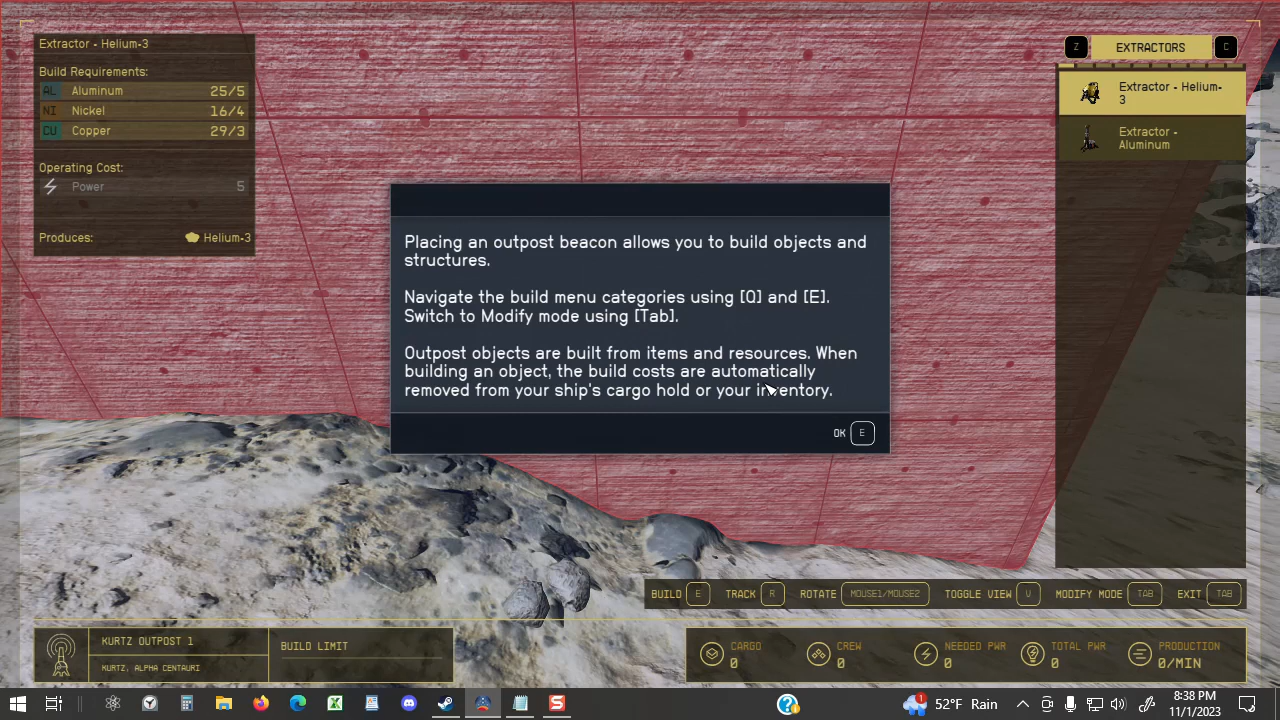 Extractor - Helium-3
Build Requirements:
AL Aluminum 25/5
NI Nickel 16/4
CU Copper 29/3
Operating Cost:
Power 5
Produces: Helium-3
Z EXTRACTORS C
Extractor - Helium-
3
Extractor -
Aluminum
Placing an outpost beacon allows you to build objects and
structures.
Navigate the build menu categories using [Q] and [E].
Switch to Modify mode using [Tab].
Outpost objects are built from items and resources. When
building an object, the build costs are automatically
removed from your ship's cargo hold or your inventory.
OK E
BUILD E TRACK R ROTATE MOUSE1/MOUSE2 TOGGLE VIEW V MODIFY MODE TAB EXIT TAB
KURTZ OUTPOST 1
KURTZ, ALPHA CENTAURI
BUILD LIMIT
CARGO
0
CREW
0
NEEDED PWR
0
TOTAL PWR
0
PRODUCTION
0/MIN
1
52°F Rain
8:38 PM
11/1/2023